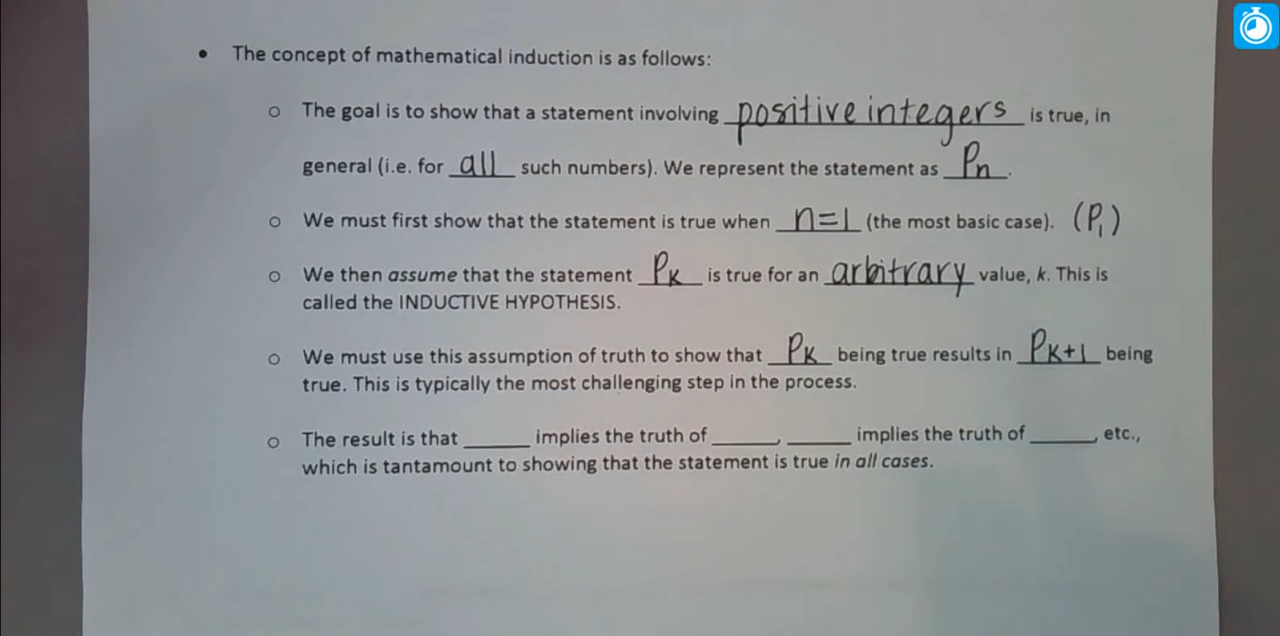 • The concept of mathematical induction is as follows:
o The goal is to show that a statement involving positive integers is true, in
general (i.e. for all such numbers). We represent the statement as Pn.
o We must first show that the statement is true when n=1 (the most basic case). (P1)
o We then assume that the statement PK is true for an arbitrary value, k. This is
called the INDUCTIVE HYPOTHESIS.
o We must use this assumption of truth to show that PK being true results in PK+1 being
true. This is typically the most challenging step in the process.
o The result is that ______ implies the truth of ______, ______ implies the truth of ______, etc.,
which is tantamount to showing that the statement is true in all cases.